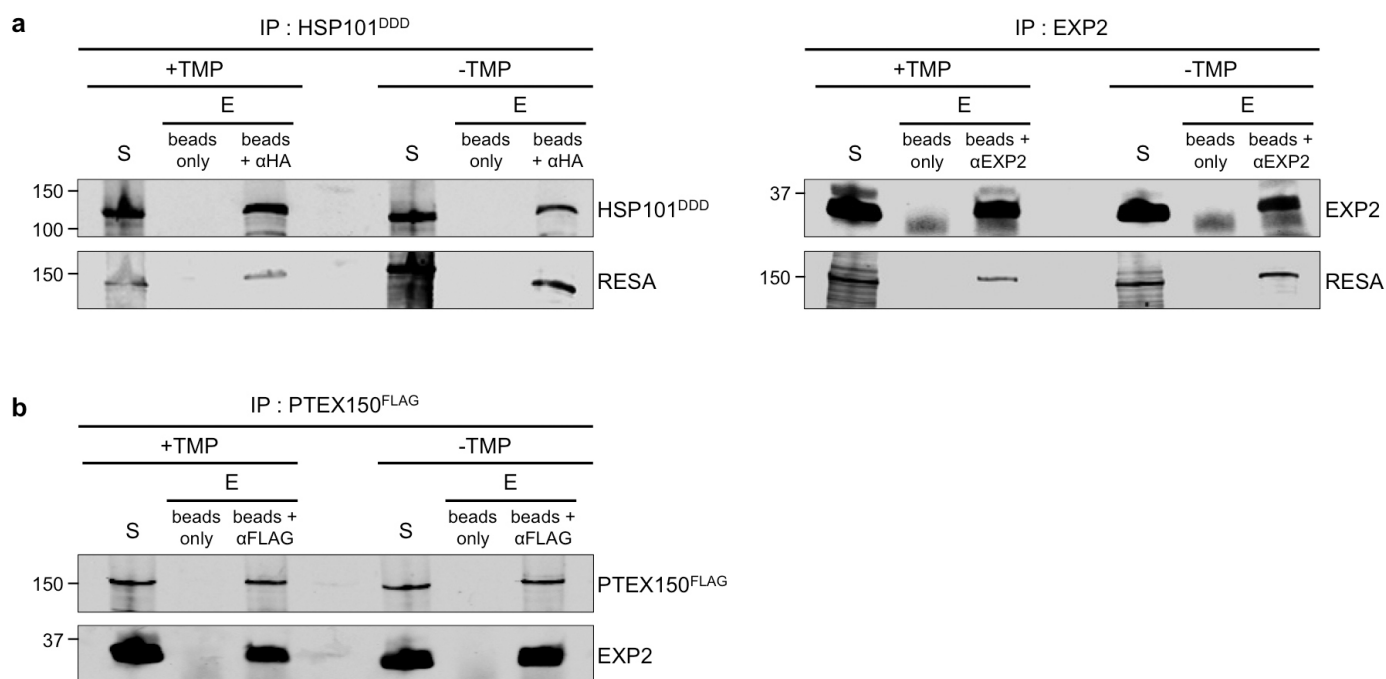 a
IP : HSP101DDD
+TMP -TMP
E E
S beads only beads + αHA S beads only beads + αHA
150
100
HSP101DDD
150
RESA
IP : EXP2
+TMP -TMP
E E
S beads only beads + αEXP2 S beads only beads + αEXP2
37
EXP2
150
RESA
b
IP : PTEX150FLAG
+TMP -TMP
E E
S beads only beads + αFLAG S beads only beads + αFLAG
150
PTEX150FLAG
37
EXP2